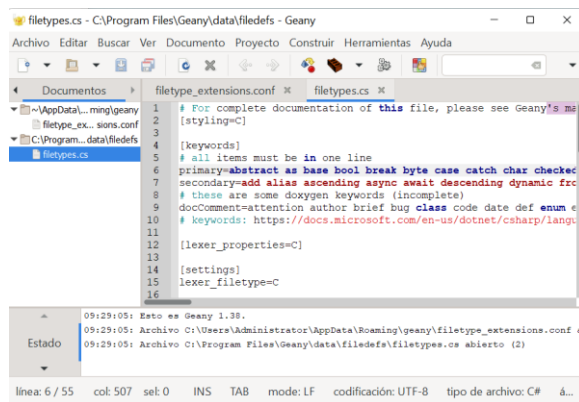 filetypes.cs - C:\Program Files\Geany\data\filedefs - Geany
Archivo Editar Buscar Ver Documento Proyecto Construir Herramientas Ayuda
Documentos
filetype_extensions.conf
filetypes.cs
~\AppData\... ming\geany
filetype_ex... sions.conf
C:\Program... data\filedefs
filetypes.cs
1 # For complete documentation of this file, please see Geany's ma
2 [styling=C]
3
4 [keywords]
5 # all items must be in one line
6 primary=abstract as base bool break byte case catch char checked
7 secondary=add alias ascending async await descending dynamic fro
8 # these are some doxygen keywords (incomplete)
9 docComment=attention author brief bug class code date def enum e
10 # keywords: https://docs.microsoft.com/en-us/dotnet/csharp/langu
11
12 [lexer_properties=C]
13
14 [settings]
15 lexer_filetype=C
16
Estado
09:29:05: Esto es Geany 1.38.
09:29:05: Archivo C:\Users\Administrator\AppData\Roaming\geany\filetype_extensions.conf a
09:29:05: Archivo C:\Program Files\Geany\data\filedefs\filetypes.cs abierto (2)
línea: 6 / 55 col: 507 sel: 0 INS TAB mode: LF codificación: UTF-8 tipo de archivo: C# á...